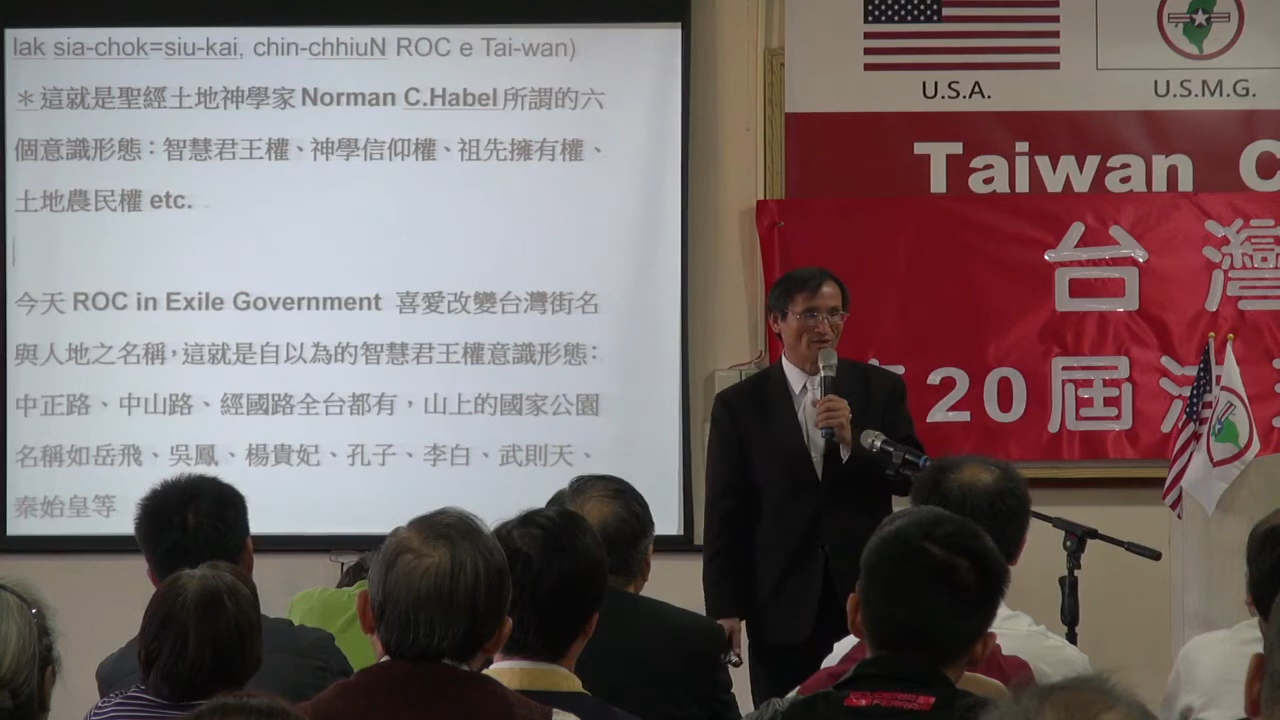 lak sia-chok=siu-kai, chin-chhiuN ROC e Tai-wan)
＊這就是聖經土地神學家 Norman C.Habel 所謂的六
個意識形態：智慧君王權、神學信仰權、祖先擁有權、
土地農民權 etc.
今天 ROC in Exile Government 喜愛改變台灣街名
與人地之名稱，這就是自以為的智慧君王權意識形態：
中正路、中山路、經國路全台都有，山上的國家公園
名稱如岳飛、吳鳳、楊貴妃、孔子、李白、武則天、
秦始皇等
U.S.A.
U.S.M.G.
Taiwan C
台灣
20屆